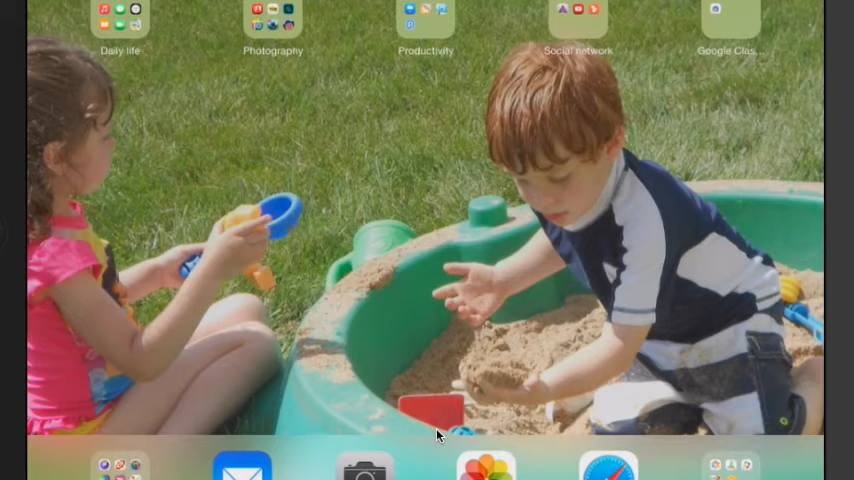 Daily life
Photography
Productivity
Social network
Google Clas...